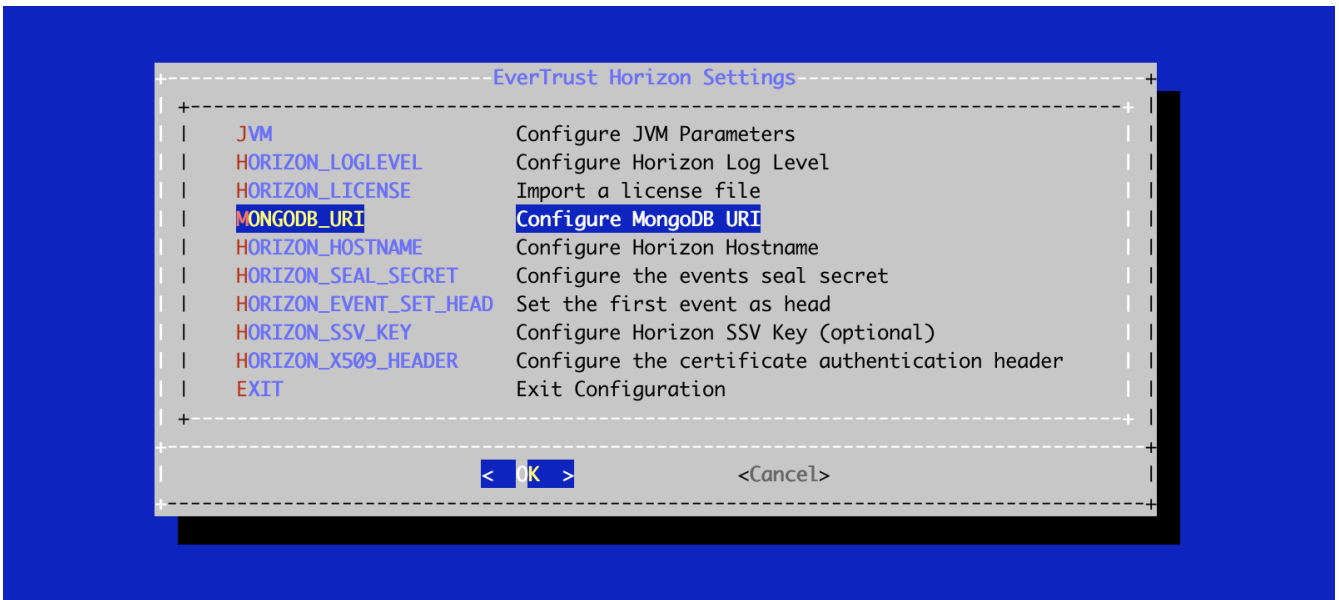 EverTrust Horizon Settings
JVM Configure JVM Parameters
HORIZON_LOGLEVEL Configure Horizon Log Level
HORIZON_LICENSE Import a license file
MONGODB_URI Configure MongoDB URI
HORIZON_HOSTNAME Configure Horizon Hostname
HORIZON_SEAL_SECRET Configure the events seal secret
HORIZON_EVENT_SET_HEAD Set the first event as head
HORIZON_SSV_KEY Configure Horizon SSV Key (optional)
HORIZON_X509_HEADER Configure the certificate authentication header
EXIT Exit Configuration
< OK > <Cancel>